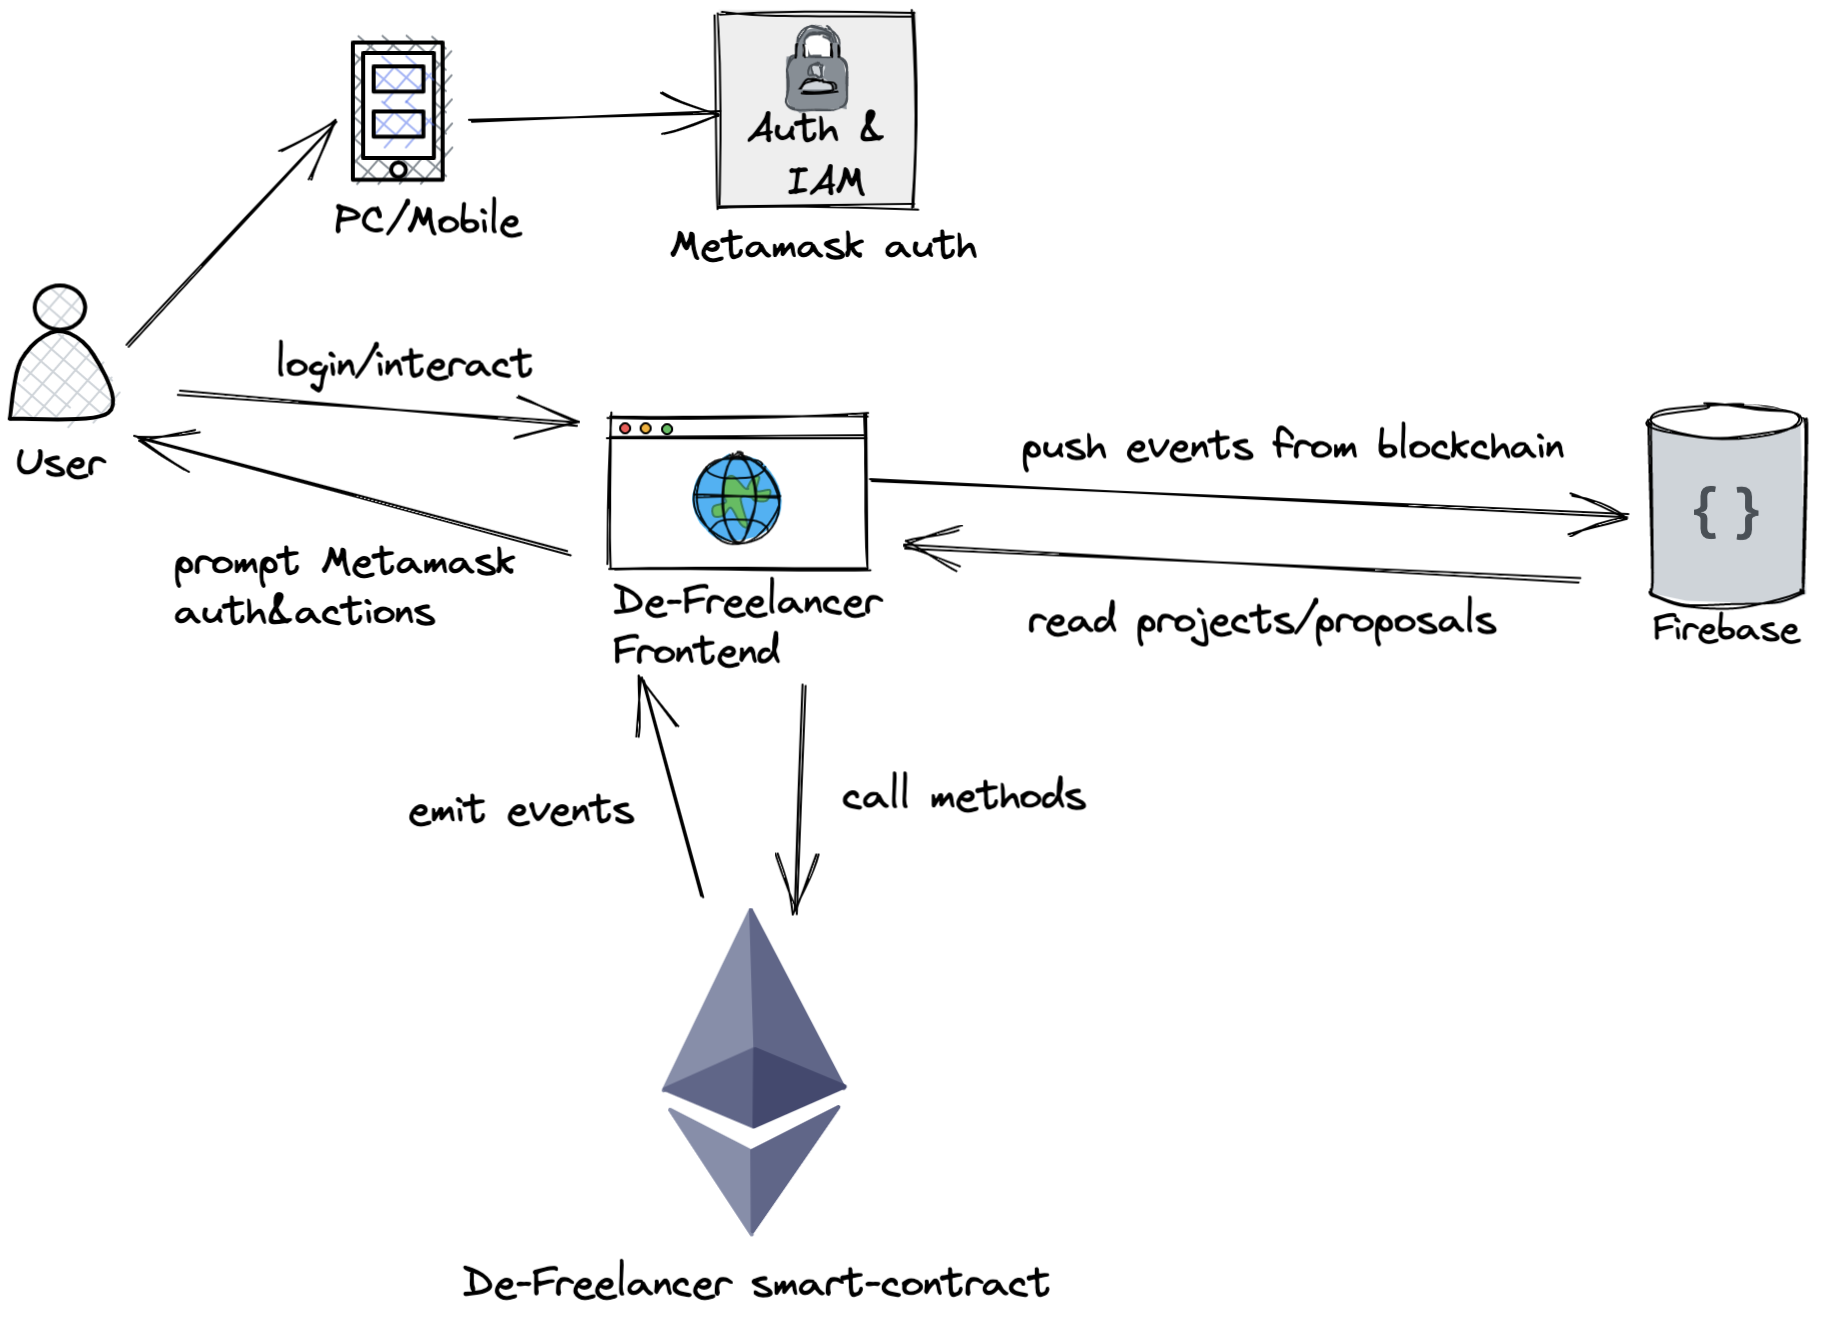 Auth &
IAM
PC/Mobile
Metamask auth
login/interact
User
push events from blockchain
{ }
prompt Metamask
auth&actions
De-Freelancer
Frontend
read projects/proposals
Firebase
emit events
call methods
De-Freelancer smart-contract